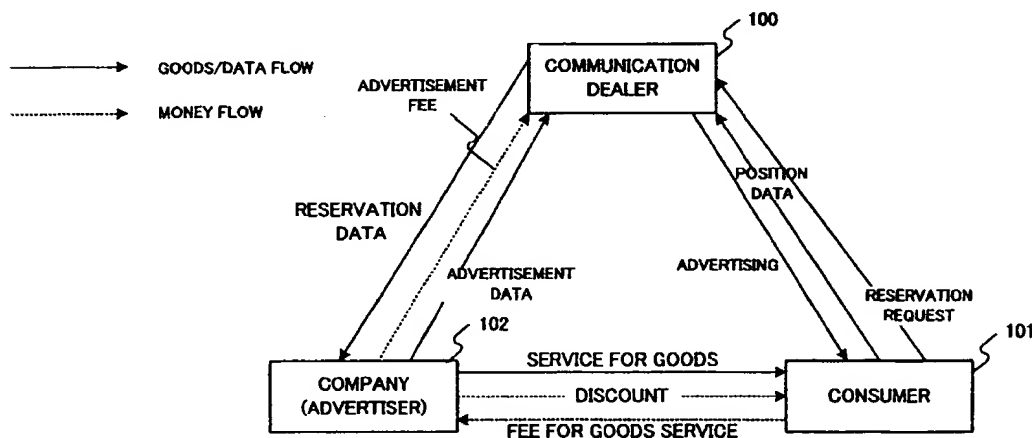 100
GOODS/DATA FLOW
MONEY FLOW
ADVERTISEMENT
FEE
COMMUNICATION
DEALER
RESERVATION
DATA
POSITION
DATA
ADVERTISEMENT
DATA
ADVERTISING
RESERVATION
REQUEST
102
101
COMPANY
(ADVERTISER)
SERVICE FOR GOODS
DISCOUNT
FEE FOR GOODS SERVICE
CONSUMER